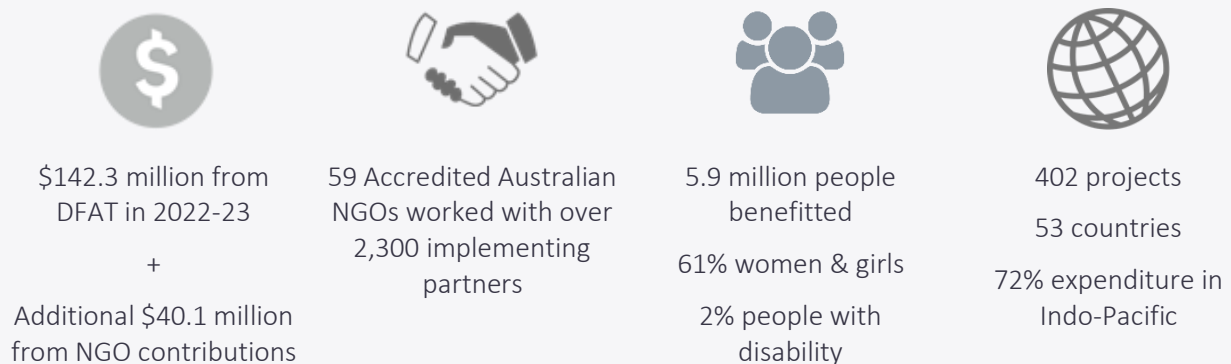 $
$142.3 million from
DFAT in 2022-23
+
Additional $40.1 million
from NGO contributions
59 Accredited Australian
NGOs worked with over
2,300 implementing
partners
5.9 million people
benefitted
61% women & girls
2% people with
disability
402 projects
53 countries
72% expenditure in
Indo-Pacific